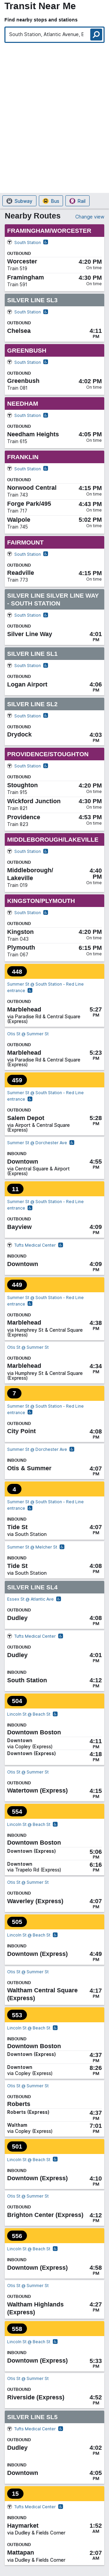 Transit Near Me
Find nearby stops and stations
South Station, Atlantic Avenue, E
Subway Bus Rail
Nearby Routes Change view
FRAMINGHAM/WORCESTER
South Station
OUTBOUND
Worcester 4:20 PM
Train 519 On time
Framingham 4:30 PM
Train 591 On time
SILVER LINE SL3
South Station
OUTBOUND
Chelsea 4:11
PM
GREENBUSH
South Station
OUTBOUND
Greenbush 4:02 PM
Train 081 On time
NEEDHAM
South Station
OUTBOUND
Needham Heights 4:05 PM
Train 615 On time
FRANKLIN
South Station
OUTBOUND
Norwood Central 4:15 PM
Train 743 On time
Forge Park/495 4:43 PM
Train 717 On time
Walpole 5:02 PM
Train 745 On time
FAIRMOUNT
South Station
OUTBOUND
Readville 4:15 PM
Train 773 On time
SILVER LINE SILVER LINE WAY
- SOUTH STATION
South Station
OUTBOUND
Silver Line Way 4:01
PM
SILVER LINE SL1
South Station
OUTBOUND
Logan Airport 4:06
PM
SILVER LINE SL2
South Station
OUTBOUND
Drydock 4:03
PM
PROVIDENCE/STOUGHTON
South Station
OUTBOUND
Stoughton 4:20 PM
Train 915 On time
Wickford Junction 4:30 PM
Train 821 On time
Providence 4:53 PM
Train 823 On time
MIDDLEBOROUGH/LAKEVILLE
South Station
OUTBOUND
Middleborough/ 4:40
Lakeville PM
Train 019 On time
KINGSTON/PLYMOUTH
South Station
OUTBOUND
Kingston 4:20 PM
Train 043 On time
Plymouth 6:15 PM
Train 067 On time
448
Summer St @ South Station - Red Line
entrance
OUTBOUND
Marblehead 5:27
via Paradise Rd & Central Square PM
(Express)
Otis St @ Summer St
OUTBOUND
Marblehead 5:23
via Paradise Rd & Central Square PM
(Express)
459
Summer St @ South Station - Red Line
entrance
OUTBOUND
Salem Depot 5:28
via Airport & Central Square PM
(Express)
Summer St @ Dorchester Ave
INBOUND
Downtown 4:55
via Central Square & Airport PM
(Express)
11
Summer St @ South Station - Red Line
entrance
OUTBOUND
Bayview 4:09
PM
Tufts Medical Center
INBOUND
Downtown 4:09
PM
449
Summer St @ South Station - Red Line
entrance
OUTBOUND
Marblehead 4:38
via Humphrey St & Central Square PM
(Express)
Otis St @ Summer St
OUTBOUND
Marblehead 4:34
via Humphrey St & Central Square PM
(Express)
7
Summer St @ South Station - Red Line
entrance
OUTBOUND
City Point 4:08
PM
Summer St @ Dorchester Ave
INBOUND
Otis & Summer 4:07
PM
4
Summer St @ South Station - Red Line
entrance
INBOUND
Tide St 4:07
via South Station PM
Summer St @ Melcher St
INBOUND
Tide St 4:08
via South Station PM
SILVER LINE SL4
Essex St @ Atlantic Ave
OUTBOUND
Dudley 4:08
PM
Tufts Medical Center
OUTBOUND
Dudley 4:01
PM
INBOUND
South Station 4:12
PM
504
Lincoln St @ Beach St
INBOUND
Downtown Boston
Downtown 4:11
via Copley (Express) PM
Downtown (Express) 4:18
PM
Otis St @ Summer St
OUTBOUND
Watertown (Express) 4:15
PM
554
Lincoln St @ Beach St
INBOUND
Downtown Boston
Downtown (Express) 5:06
PM
Downtown 6:16
via Trapelo Rd (Express) PM
Otis St @ Summer St
OUTBOUND
Waverley (Express) 4:07
PM
505
Lincoln St @ Beach St
INBOUND
Downtown (Express) 4:49
PM
Otis St @ Summer St
OUTBOUND
Waltham Central Square 4:17
(Express) PM
553
Lincoln St @ Beach St
INBOUND
Downtown Boston
Downtown (Express) 4:37
PM
Downtown 8:26
via Copley (Express) PM
Otis St @ Summer St
OUTBOUND
Roberts
Roberts (Express) 4:37
PM
Waltham 7:01
via Copley (Express) PM
501
Lincoln St @ Beach St
INBOUND
Downtown (Express) 4:10
PM
Otis St @ Summer St
OUTBOUND
Brighton Center (Express) 4:12
PM
556
Lincoln St @ Beach St
INBOUND
Downtown (Express) 4:58
PM
Otis St @ Summer St
OUTBOUND
Waltham Highlands 4:27
(Express) PM
558
Lincoln St @ Beach St
INBOUND
Downtown (Express) 5:33
PM
Otis St @ Summer St
OUTBOUND
Riverside (Express) 4:52
PM
SILVER LINE SL5
Tufts Medical Center
OUTBOUND
Dudley 4:02
PM
INBOUND
Downtown 4:05
PM
15
Tufts Medical Center
INBOUND
Haymarket 1:52
via Dudley & Fields Corner AM
OUTBOUND
Mattapan 2:07
via Dudley & Fields Corner AM